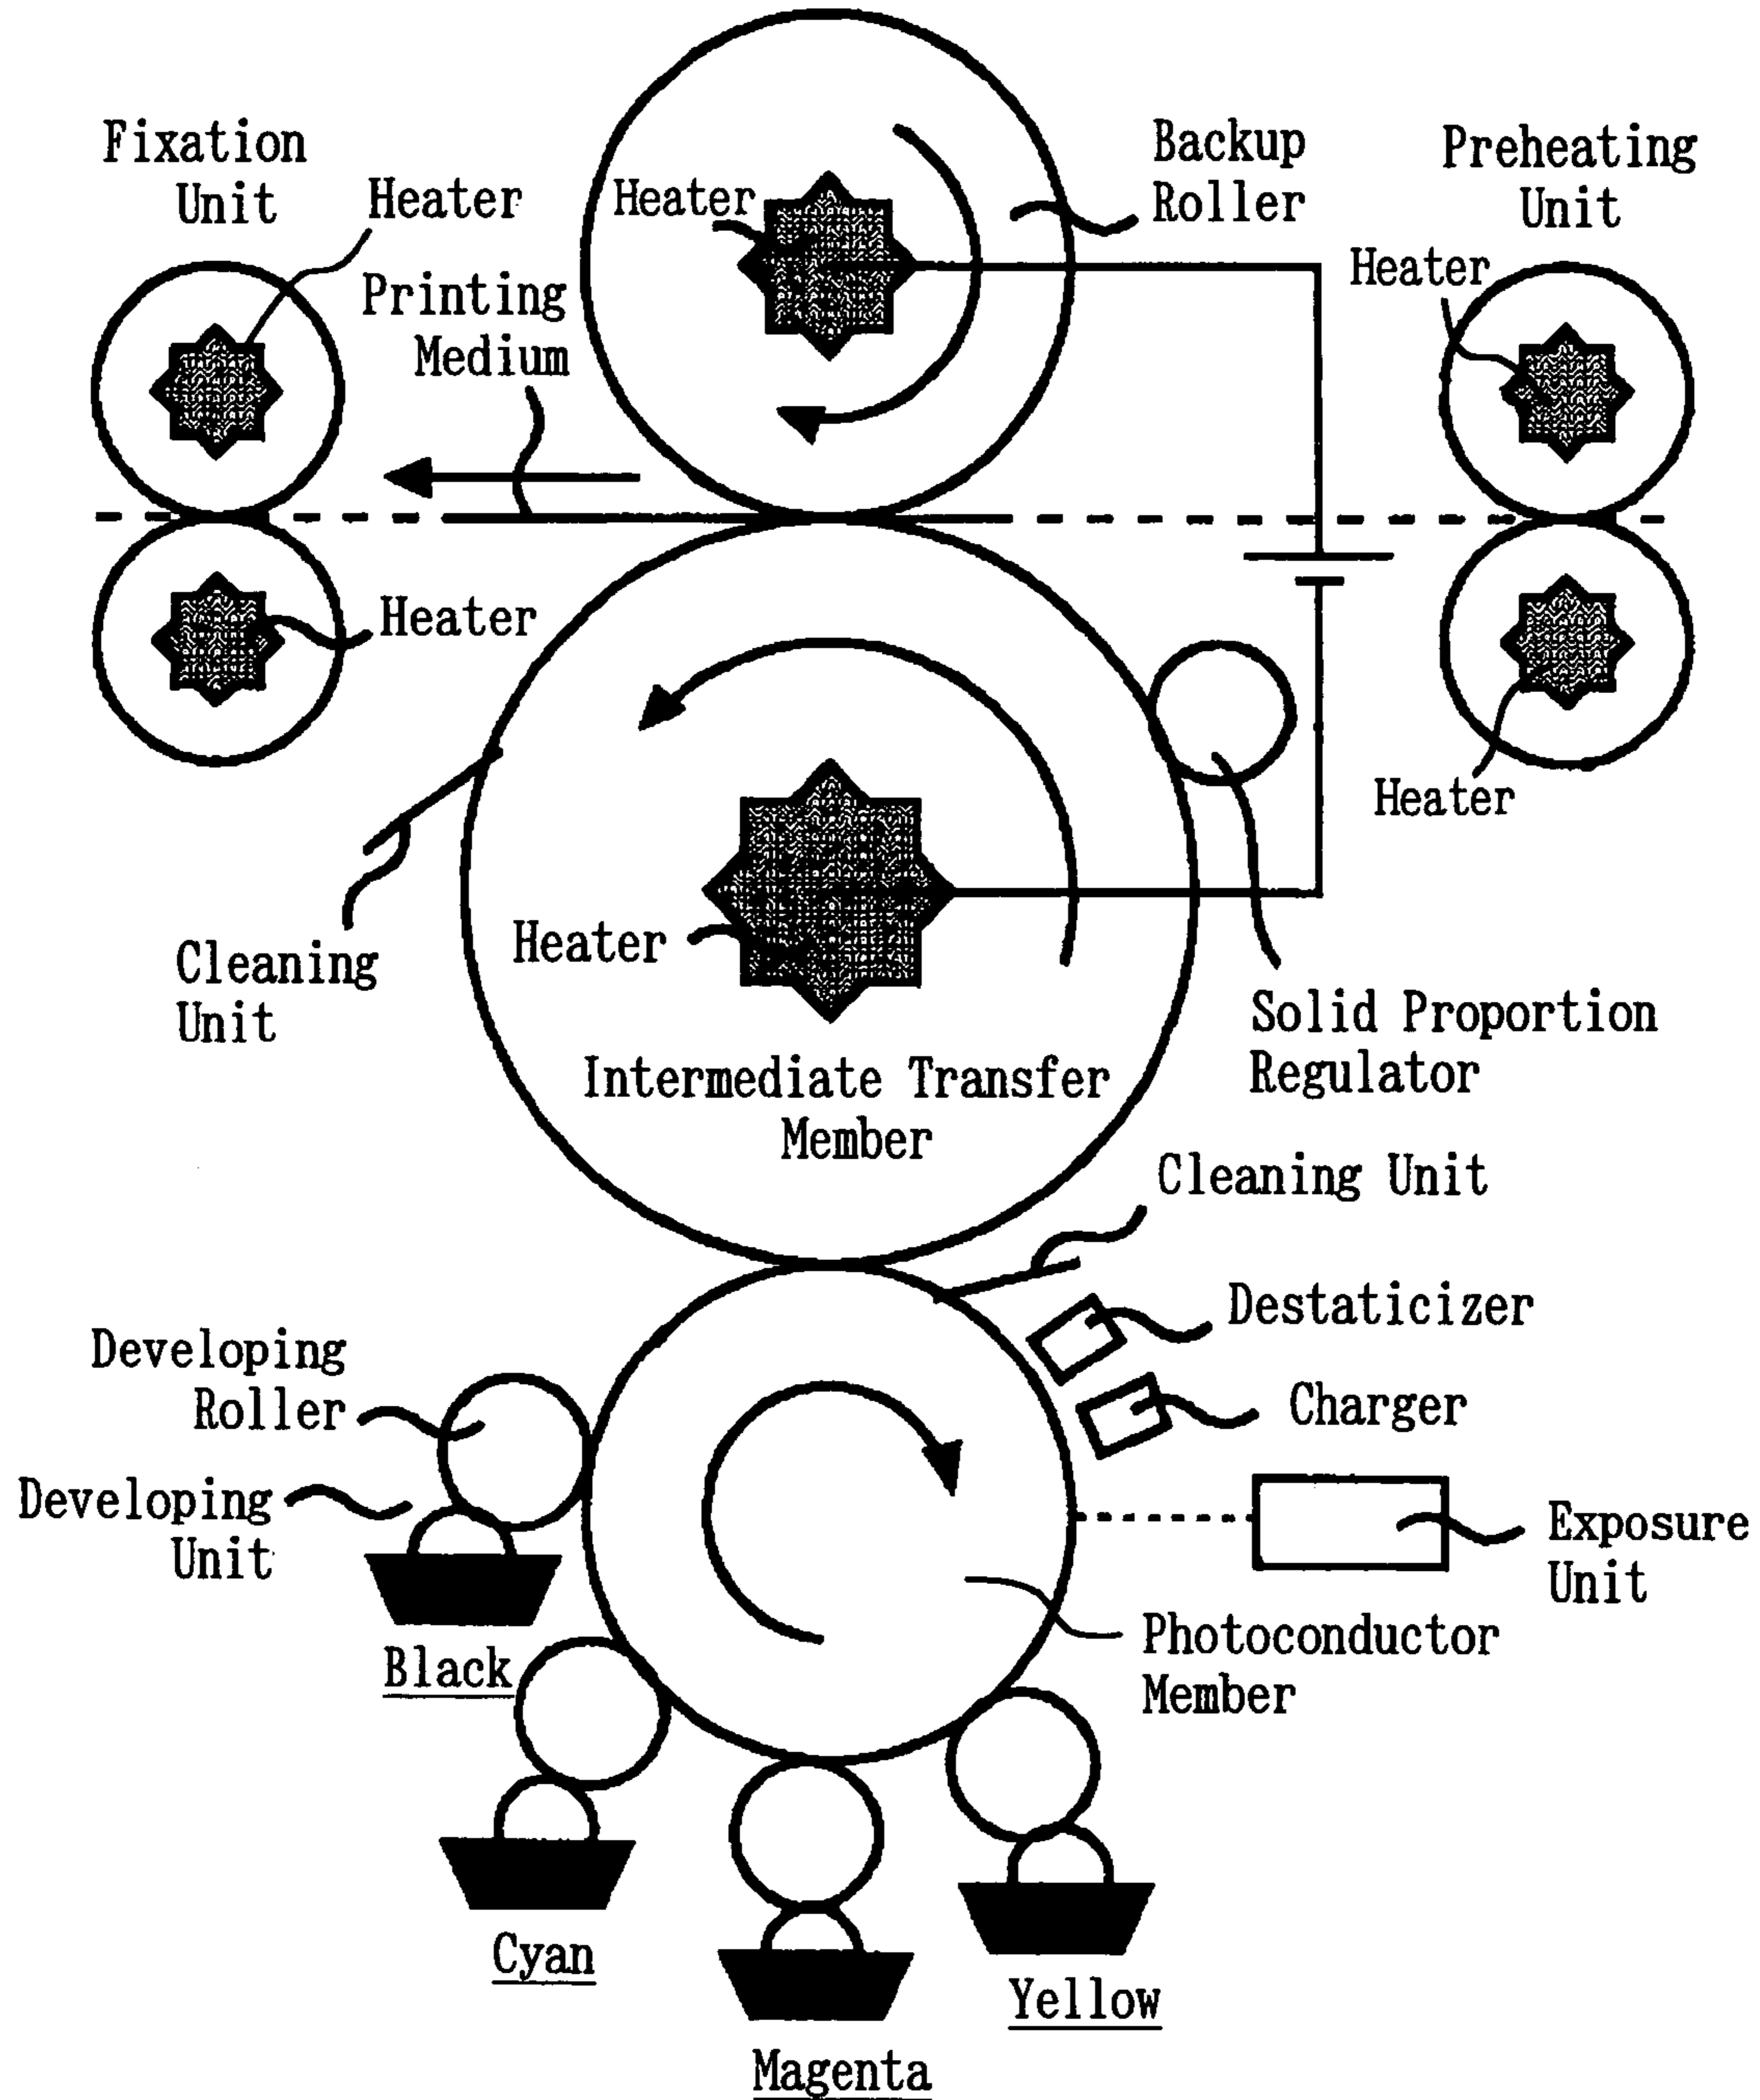 Fixation
Unit
Heater
Heater
Backup
Roller
Preheating
Unit
Heater
Printing
Medium
Heater
Heater
Cleaning
Unit
Heater
Solid Proportion
Regulator
Intermediate Transfer
Member
Cleaning Unit
Destaticizer
Charger
Developing
Roller
Developing
Unit
Exposure
Unit
Photoconductor
Member
Black
Cyan
Yellow
Magenta